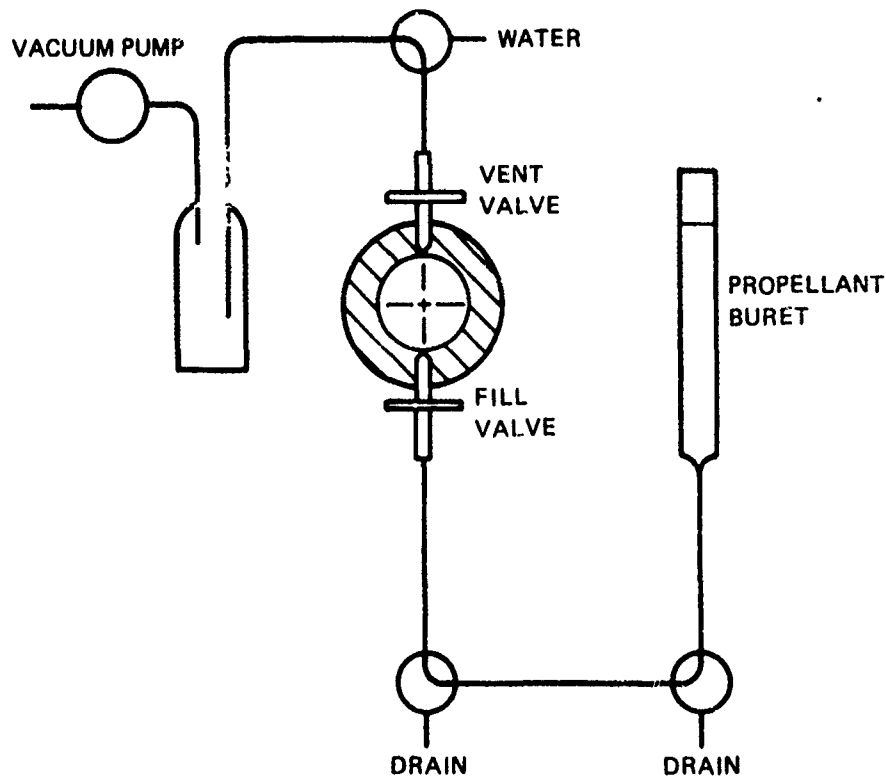 VACUUM PUMP
WATER
VENT
VALVE
PROPELLANT
BURET
FILL
VALVE
DRAIN
DRAIN